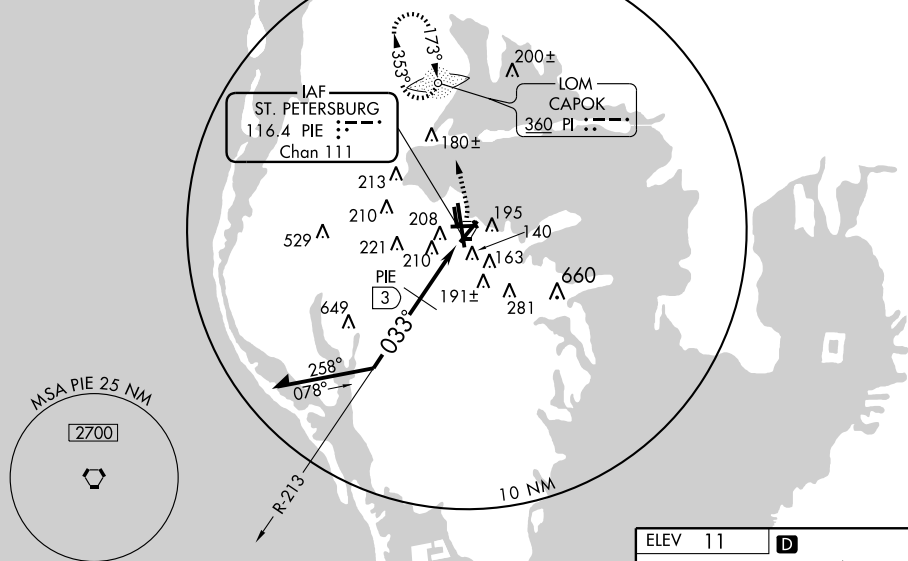 353°
173°
200±
IAF
ST. PETERSBURG
116.4 PIE
Chan 111
LOM
CAPOK
360 PI
180±
213
210
208
195
140
529
221
210
163
PIE
3
191±
281
660
649
033°
258°
078°
MSA PIE 25 NM
2700
R-213
10 NM
ELEV 11
D